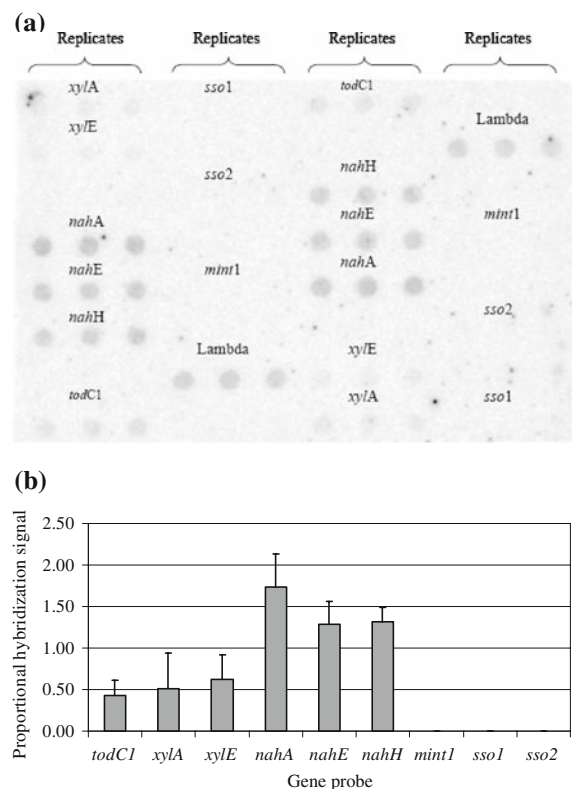 (a)
Replicates Replicates Replicates Replicates
xylA sso1 todC1
xylE Lambda
sso2 nahH
nahA nahE mint1
nahE mint1 nahA
nahH sso2
Lambda xylE
todC1 xylA sso1
(b)
Proportional hybridization signal
2.50
2.00
1.50
1.00
0.50
0.00
todC1 xylA xylE nahA nahE nahH mint1 sso1 sso2
Gene probe